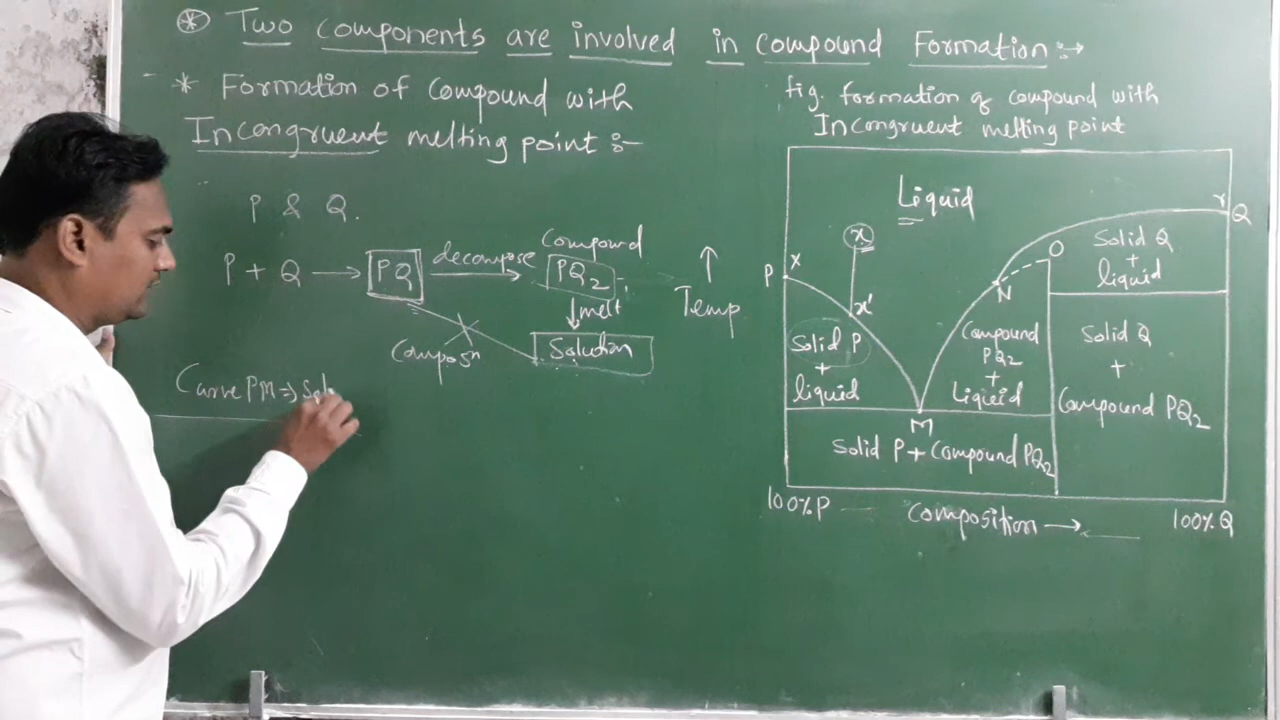 * Two components are involved in compound Formation :→
* Formation of Compound with
Incongruent melting point :-
P & Q.
P + Q → PQ decompose Compound
PQ2
↓ melt
Composn Solution
Curve PM ⇒ Sol
fig. formation of compound with
Incongruent melting point
↑
Temp
Liquid
x
x'
P
X
Y
Q
O
N
M
Solid P
+
liquid
Compound
PQ2
+
Liqueid
Solid Q
+
liquid
Solid Q
+
Compound PQ2
Solid P + Compound PQ2
100% P — Composition → 100% Q